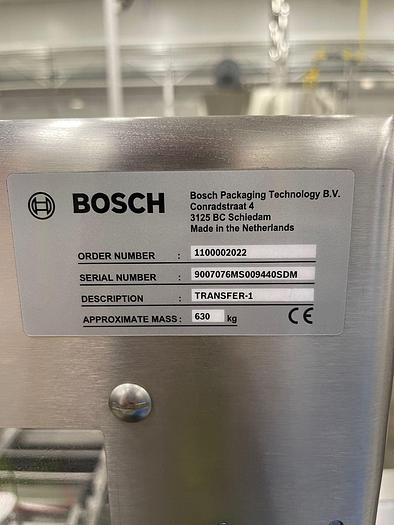 BOSCH
Bosch Packaging Technology B.V.
Conradstraat 4
3125 BC Schiedam
Made in the Netherlands
ORDER NUMBER : 1100002022
SERIAL NUMBER : 9007076MS009440SDM
DESCRIPTION : TRANSFER-1
APPROXIMATE MASS : 630 kg CE